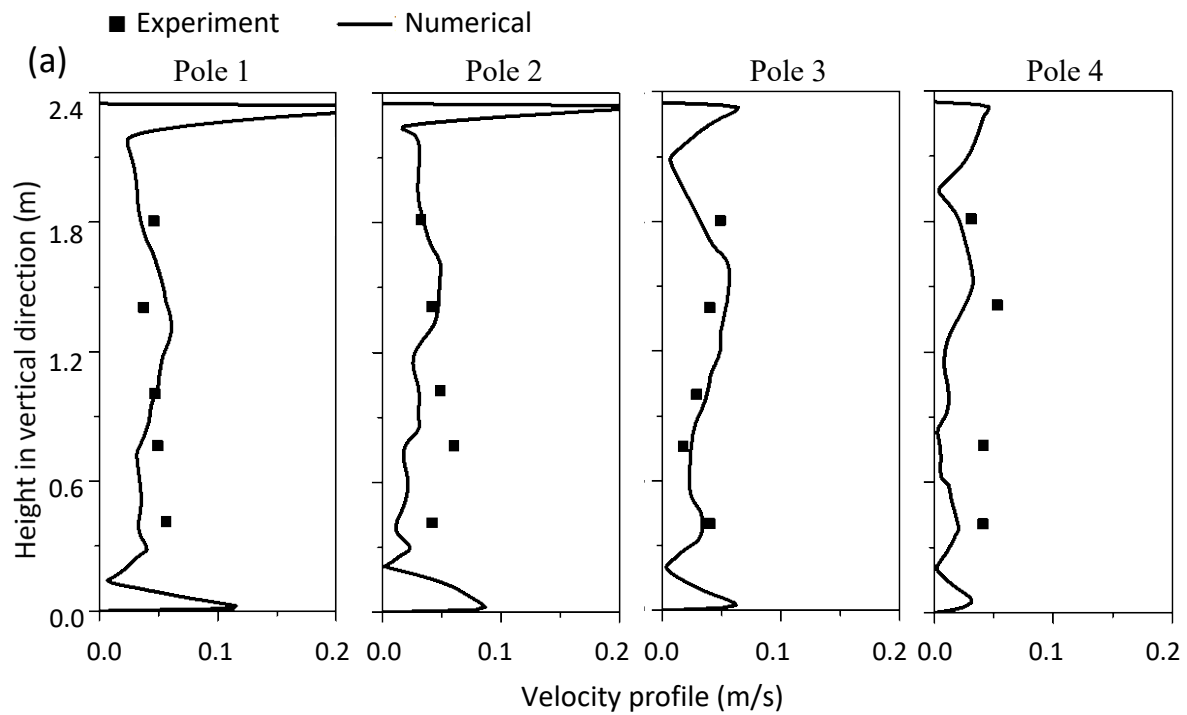 Experiment Numerical
(a)
Pole 1 Pole 2 Pole 3 Pole 4
Height in vertical direction (m)
2.4
1.8
1.2
0.6
0.0
0.0 0.1 0.2 0.0 0.1 0.2 0.0 0.1 0.2 0.0 0.1 0.2
Velocity profile (m/s)